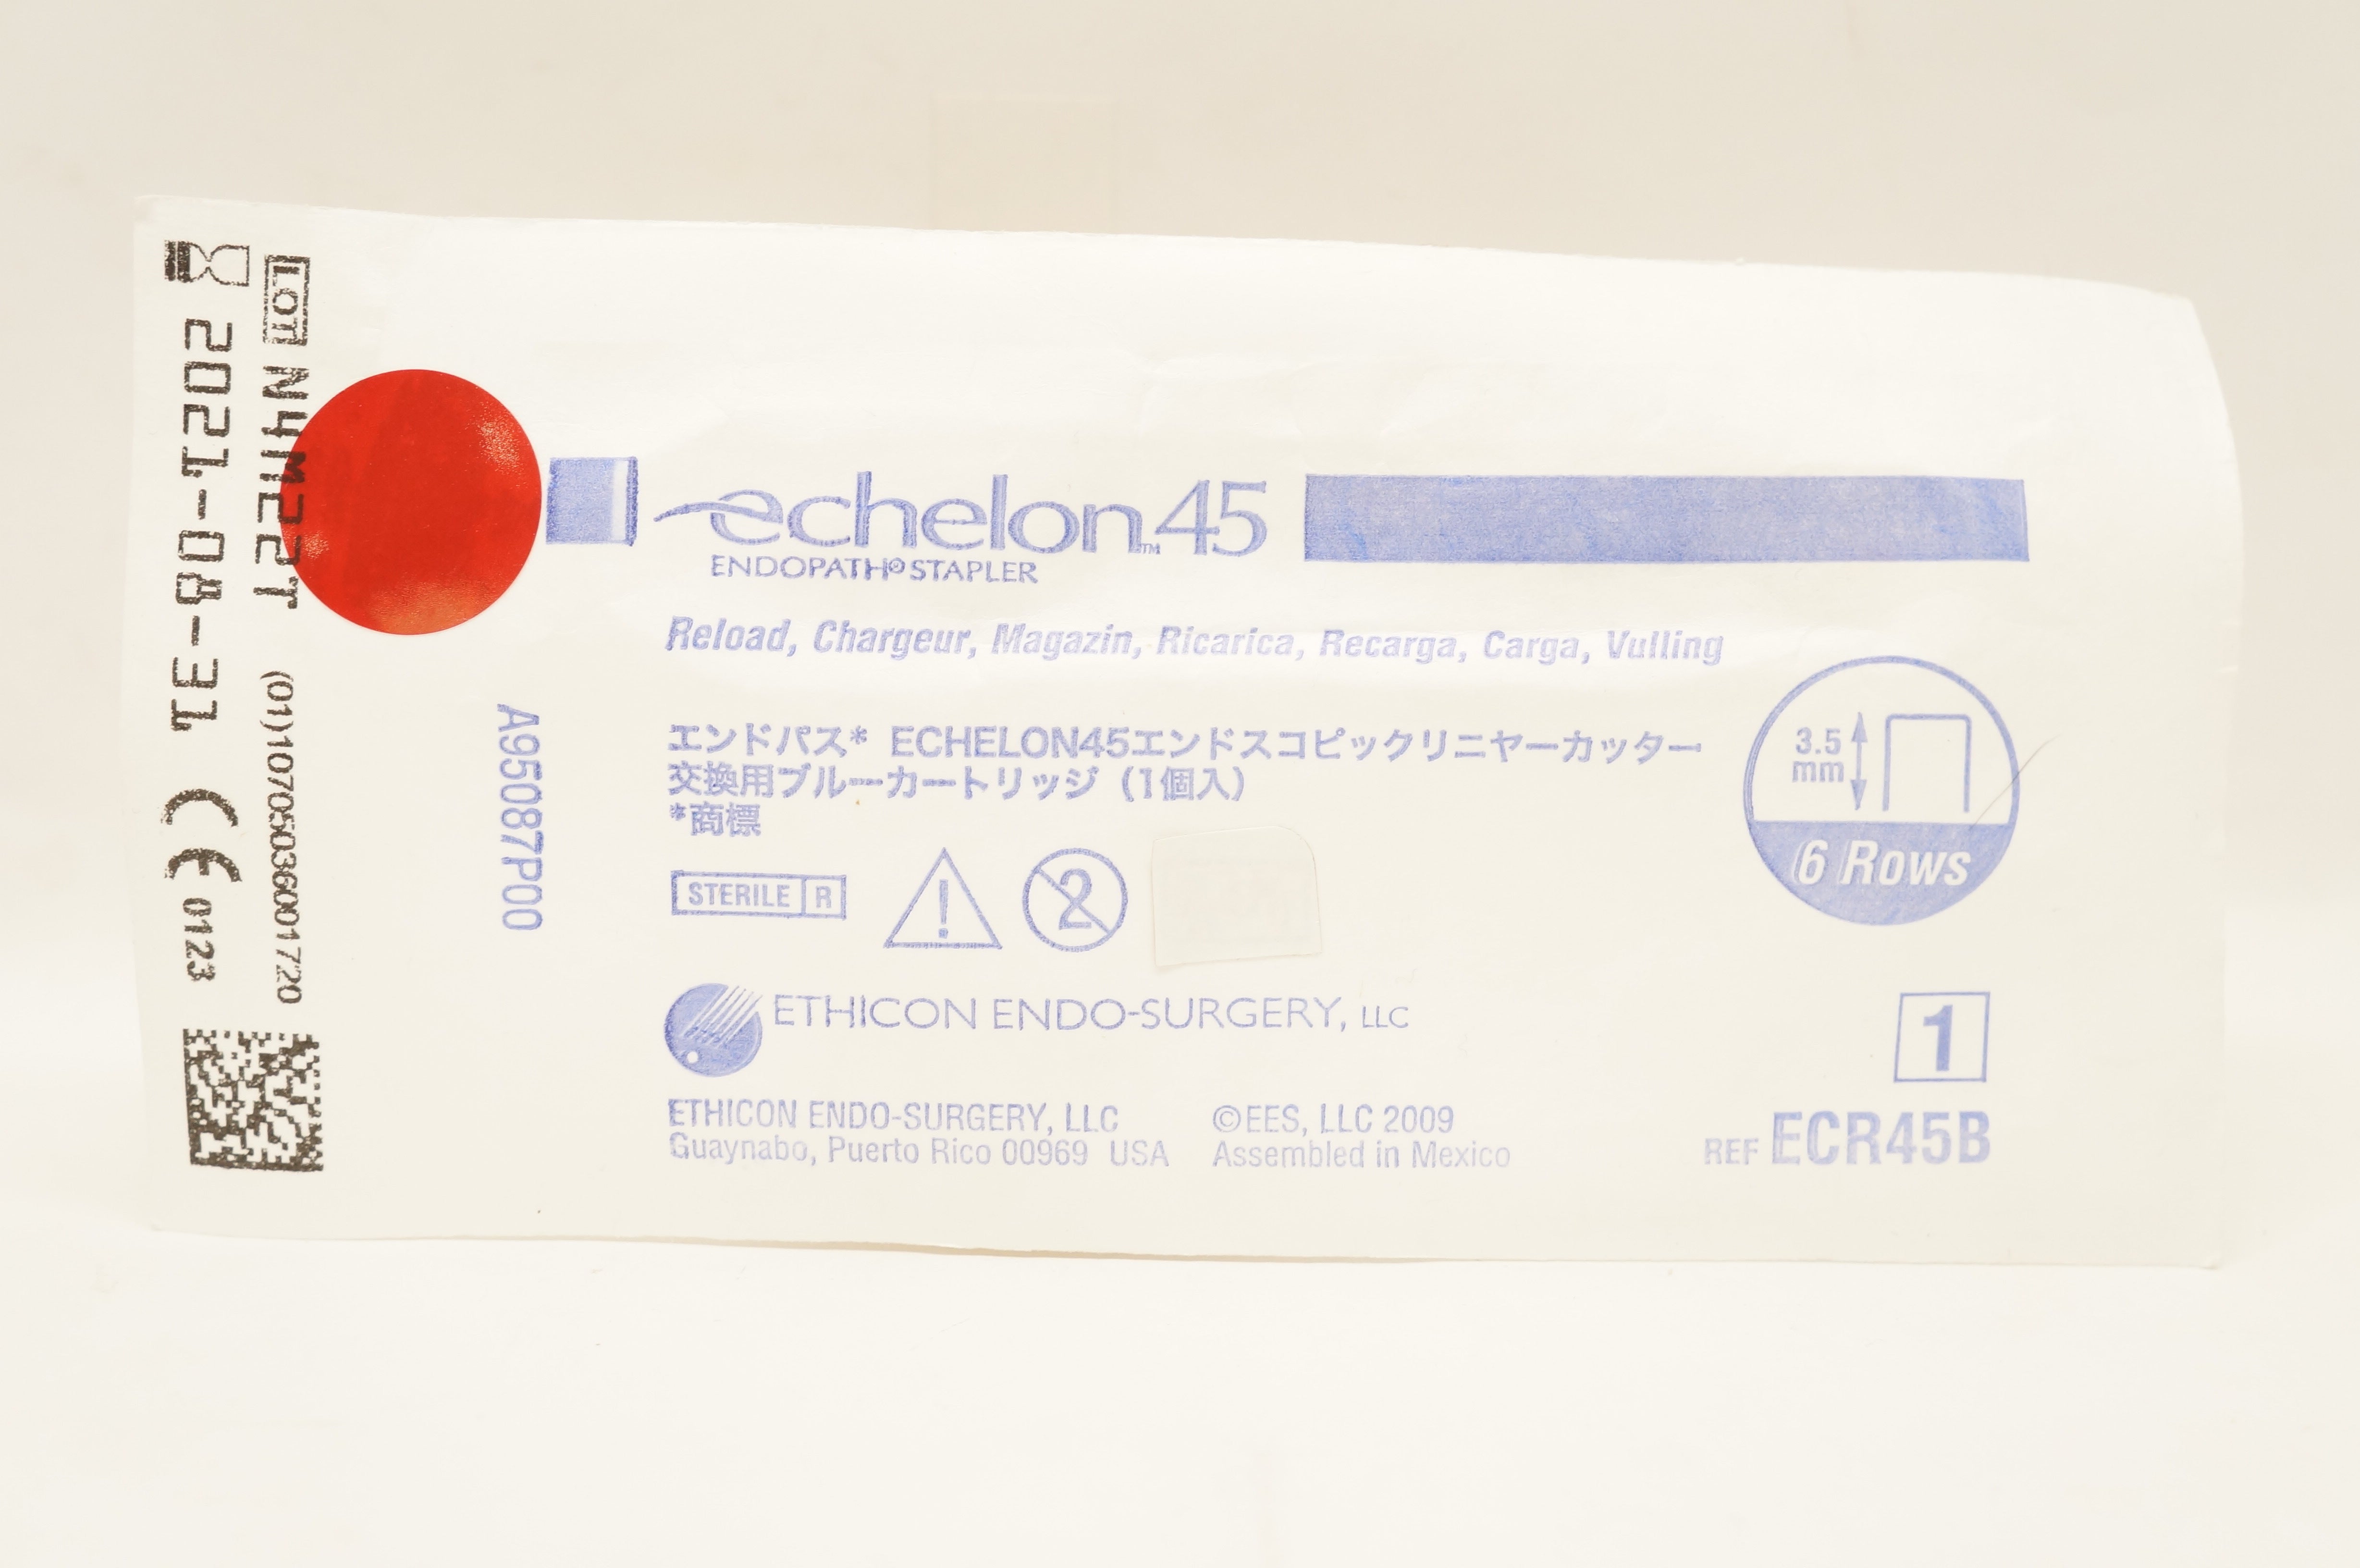 LOT N4M22T (01)10705036001720
2021-08-31 CE 0123
A95087P00
echelon™45
ENDOPATH® STAPLER
Reload, Chargeur, Magazin, Ricarica, Recarga, Carga, Vulling
エンドパス* ECHELON45エンドスコピックリニヤーカッター
交換用ブルーカートリッジ（1個入）
*商標
3.5
mm
6 Rows
STERILE R
2
ETHICON ENDO-SURGERY, LLC
1
ETHICON ENDO-SURGERY, LLC ©EES, LLC 2009
Guaynabo, Puerto Rico 00969 USA Assembled in Mexico
REF ECR45B